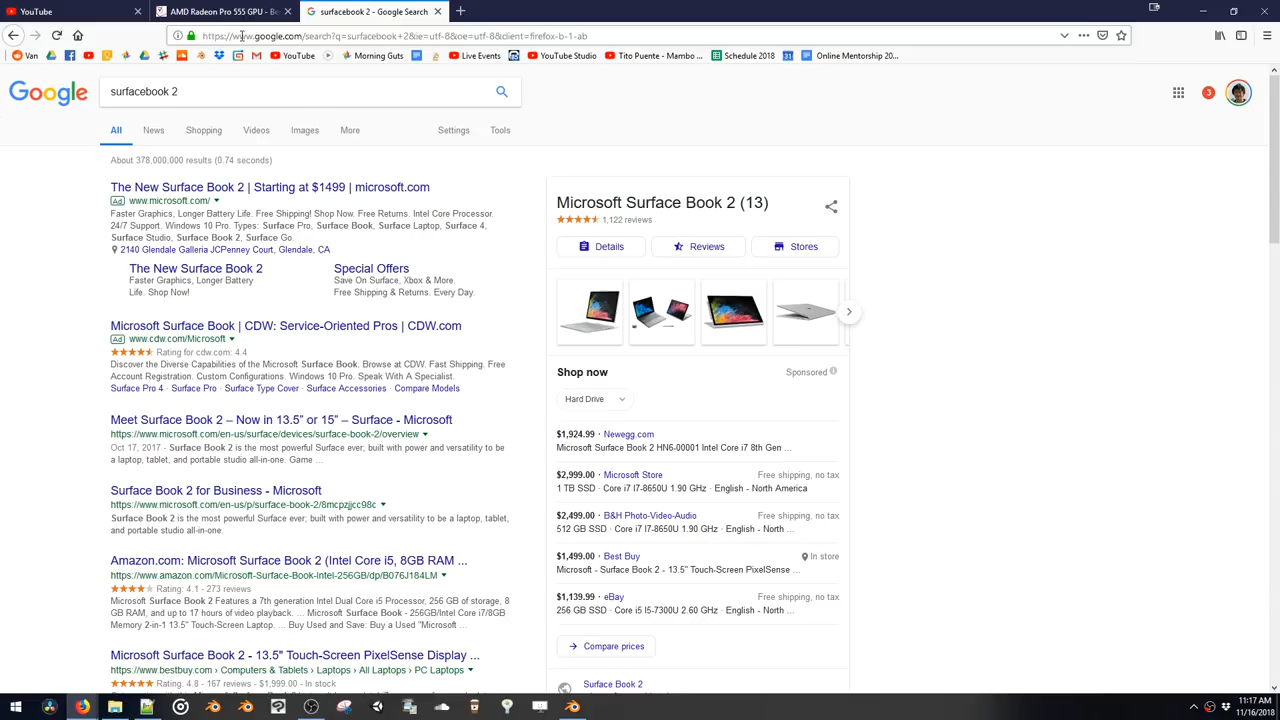 YouTube
AMD Radeon Pro 555 GPU - Be
surfacebook 2 - Google Search
https://www.google.com/search?q=surfacebook+2&ie=utf-8&oe=utf-8&client=firefox-b-1-ab
Van
YouTube
Morning Guts
Live Events
YouTube Studio
Tito Puente - Mambo ...
Schedule 2018
Online Mentorship 20...
Google
surfacebook 2
3
All
News
Shopping
Videos
Images
More
Settings
Tools
About 378,000,000 results (0.74 seconds)
The New Surface Book 2 | Starting at $1499 | microsoft.com
Ad www.microsoft.com/
Faster Graphics, Longer Battery Life. Free Shipping! Shop Now. Free Returns. Intel Core Processor.
24/7 Support. Windows 10 Pro. Types: Surface Pro, Surface Book, Surface Laptop, Surface 4,
Surface Studio, Surface Book 2, Surface Go.
2140 Glendale Galleria JCPenney Court, Glendale, CA
The New Surface Book 2
Faster Graphics, Longer Battery
Life. Shop Now!
Special Offers
Save On Surface, Xbox & More.
Free Shipping & Returns. Every Day.
Microsoft Surface Book | CDW: Service-Oriented Pros | CDW.com
Ad www.cdw.com/Microsoft
Rating for cdw.com: 4.4
Discover the Diverse Capabilities of the Microsoft Surface Book. Browse at CDW. Fast Shipping. Free
Account Registration. Custom Configurations. Windows 10 Pro. Speak With A Specialist.
Surface Pro 4 · Surface Pro · Surface Type Cover · Surface Accessories · Compare Models
Meet Surface Book 2 – Now in 13.5” or 15” – Surface - Microsoft
https://www.microsoft.com/en-us/surface/devices/surface-book-2/overview
Oct 17, 2017 - Surface Book 2 is the most powerful Surface ever; built with power and versatility to be
a laptop, tablet, and portable studio all-in-one. Game ...
Surface Book 2 for Business - Microsoft
https://www.microsoft.com/en-us/p/surface-book-2/8mcpzjjcc98c
Surface Book 2 is the most powerful Surface ever; built with power and versatility to be a laptop, tablet,
and portable studio all-in-one.
Amazon.com: Microsoft Surface Book 2 (Intel Core i5, 8GB RAM ...
https://www.amazon.com/Microsoft-Surface-Book-Intel-256GB/dp/B076J184LM
Rating: 4.1 - 273 reviews
Microsoft Surface Book 2 Features a 7th generation Intel Dual Core i5 Processor, 256 GB of storage, 8
GB RAM, and up to 17 hours of video playback. ... Microsoft Surface Book - 256GB/Intel Core i7/8GB
Memory 2-in-1 13.5" Touch-Screen Laptop. ... Buy Used and Save: Buy a Used "Microsoft ...
Microsoft Surface Book 2 - 13.5" Touch-Screen PixelSense Display ...
https://www.bestbuy.com › Computers & Tablets › Laptops › All Laptops › PC Laptops
Rating: 4.8 - 167 reviews - $1,999.00 - In stock
Microsoft Surface Book 2 (13)
1,122 reviews
Details
Reviews
Stores
Shop now
Sponsored
Hard Drive
$1,924.99 · Newegg.com
Microsoft Surface Book 2 HN6-00001 Intel Core i7 8th Gen ...
$2,999.00 · Microsoft Store
Free shipping, no tax
1 TB SSD · Core i7 I7-8650U 1.90 GHz · English - North America
$2,499.00 · B&H Photo-Video-Audio
Free shipping, no tax
512 GB SSD · Core i7 I7-8650U 1.90 GHz · English - North ...
$1,499.00 · Best Buy
In store
Microsoft - Surface Book 2 - 13.5" Touch-Screen PixelSense ...
$1,139.99 · eBay
Free shipping, no tax
256 GB SSD · Core i5 I5-7300U 2.60 GHz · English - North ...
Compare prices
Surface Book 2
11:17 AM
11/16/2018